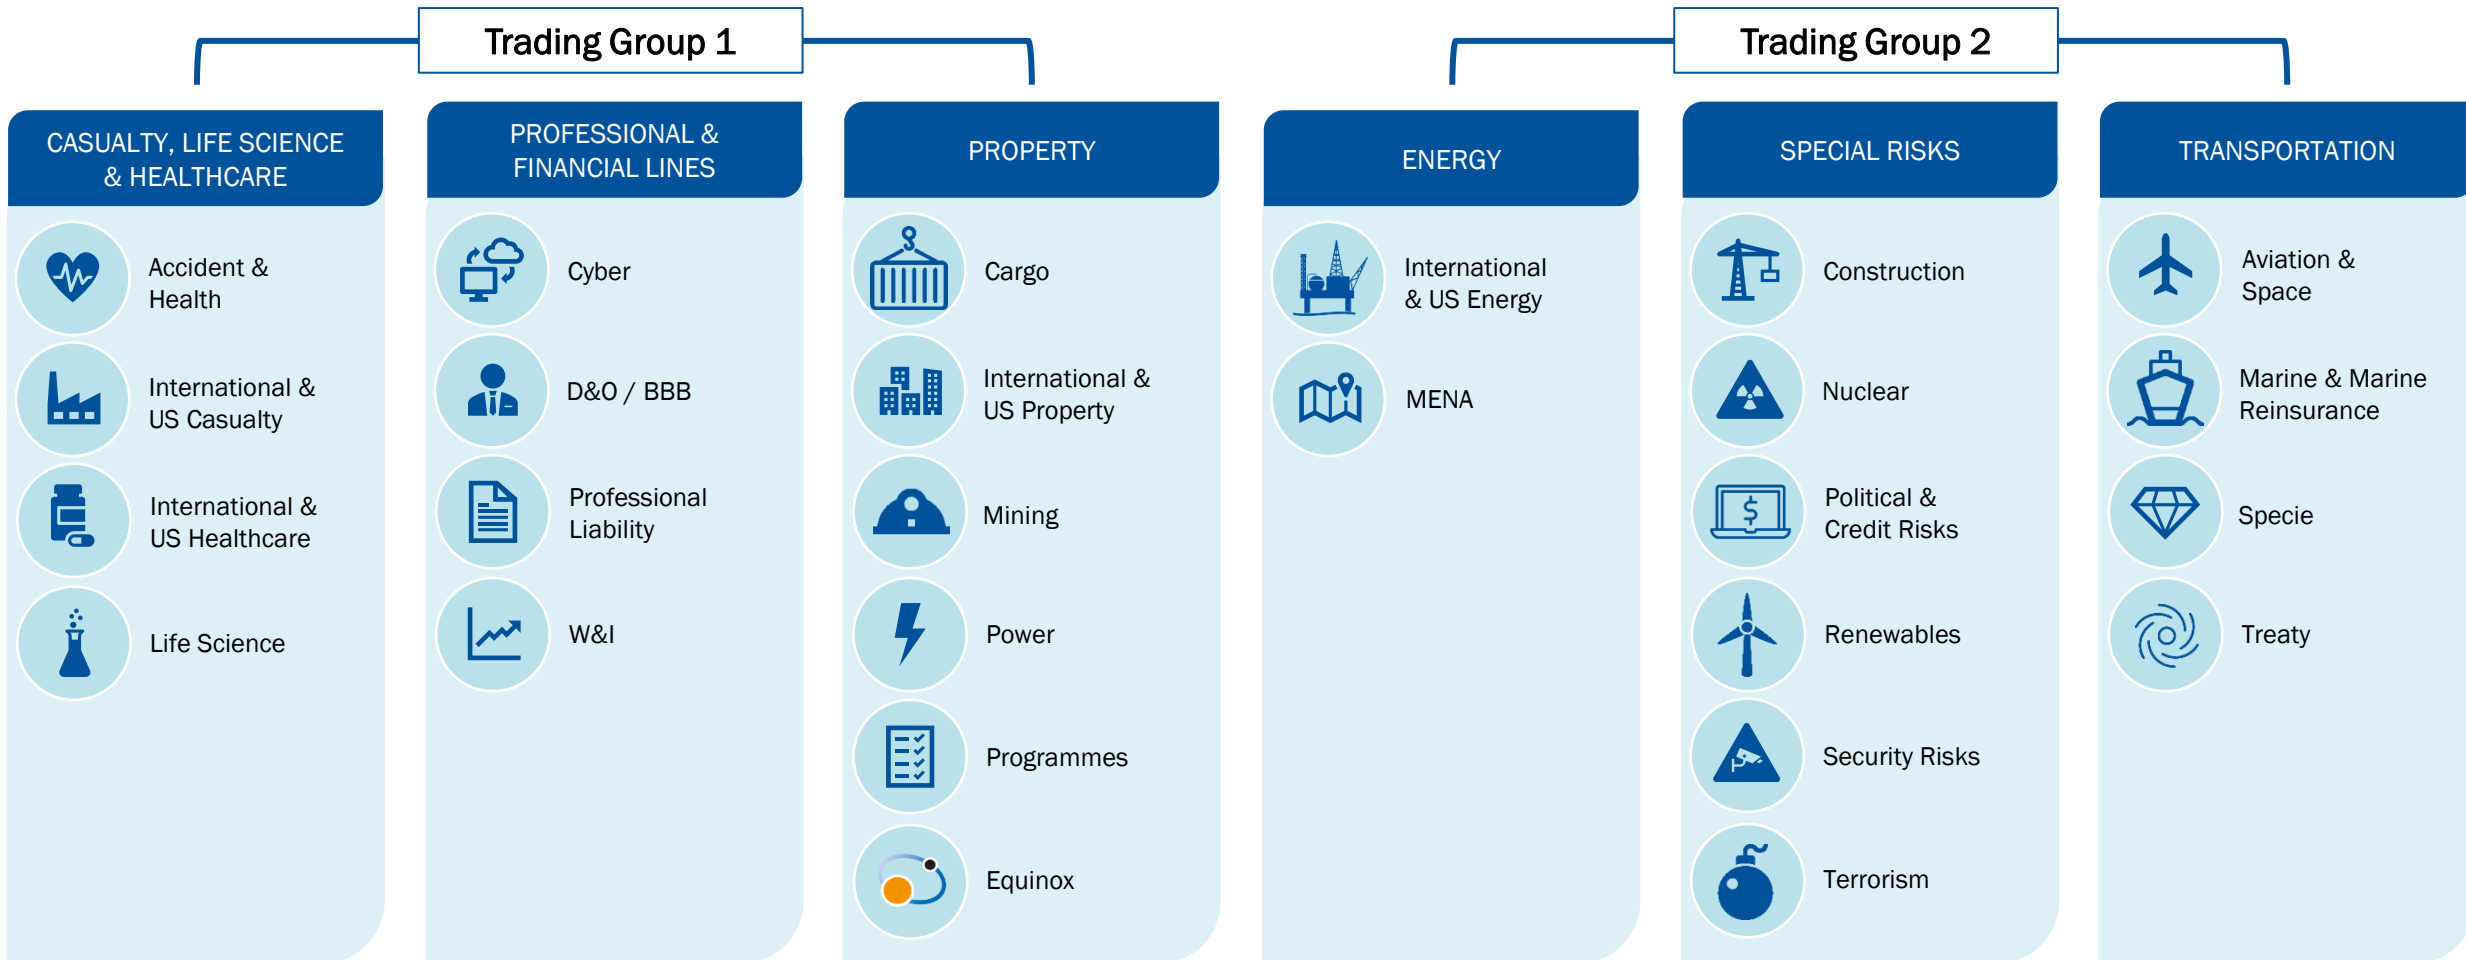 Trading Group 1
Trading Group 2
CASUALTY, LIFE SCIENCE
& HEALTHCARE
Accident &
Health
International &
US Casualty
International &
US Healthcare
Life Science
PROFESSIONAL &
FINANCIAL LINES
Cyber
D&O / BBB
Professional
Liability
W&I
PROPERTY
Cargo
International &
US Property
Mining
Power
Programmes
Equinox
ENERGY
International
& US Energy
MENA
SPECIAL RISKS
Construction
Nuclear
$
Political &
Credit Risks
Renewables
Security Risks
Terrorism
TRANSPORTATION
Aviation &
Space
Marine & Marine
Reinsurance
Specie
Treaty